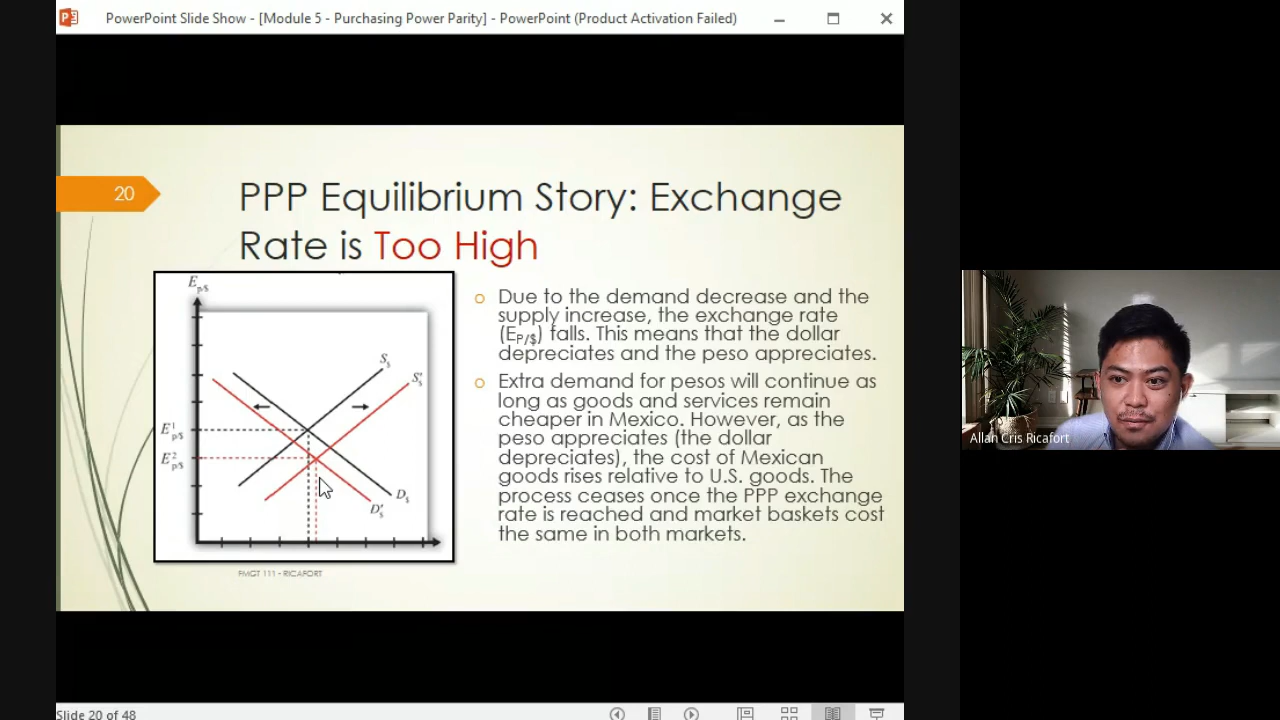 PowerPoint Slide Show - [Module 5 - Purchasing Power Parity] - PowerPoint (Product Activation Failed)
20
PPP Equilibrium Story: Exchange
Rate is Too High
E p/$
S$
S'$
E¹ p/$
E² p/$
D$
D'$
Due to the demand decrease and the
supply increase, the exchange rate
(EP/$) falls. This means that the dollar
depreciates and the peso appreciates.
Extra demand for pesos will continue as
long as goods and services remain
cheaper in Mexico. However, as the
peso appreciates (the dollar
depreciates), the cost of Mexican
goods rises relative to U.S. goods. The
process ceases once the PPP exchange
rate is reached and market baskets cost
the same in both markets.
PMGT 111 - RICAFORT
Allan Cris Ricafort
Slide 20 of 48